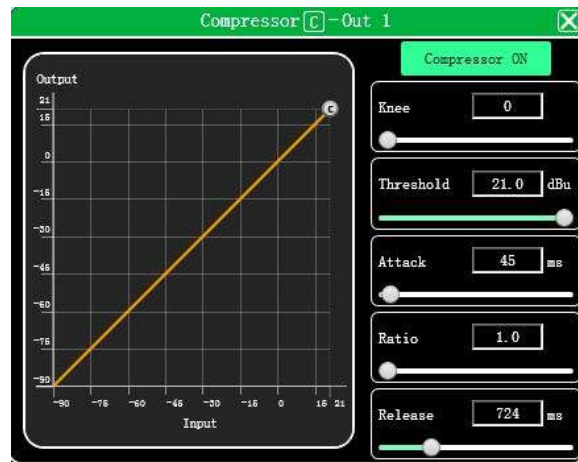 Compressor C -Out 1
Compressor ON
Output
21
15
0
-15
-30
-45
-60
-75
-90
-90 -75 -60 -45 -30 -15 0 15 21
Input
C
Knee 0
Threshold 21.0 dBu
Attack 45 ms
Ratio 1.0
Release 724 ms